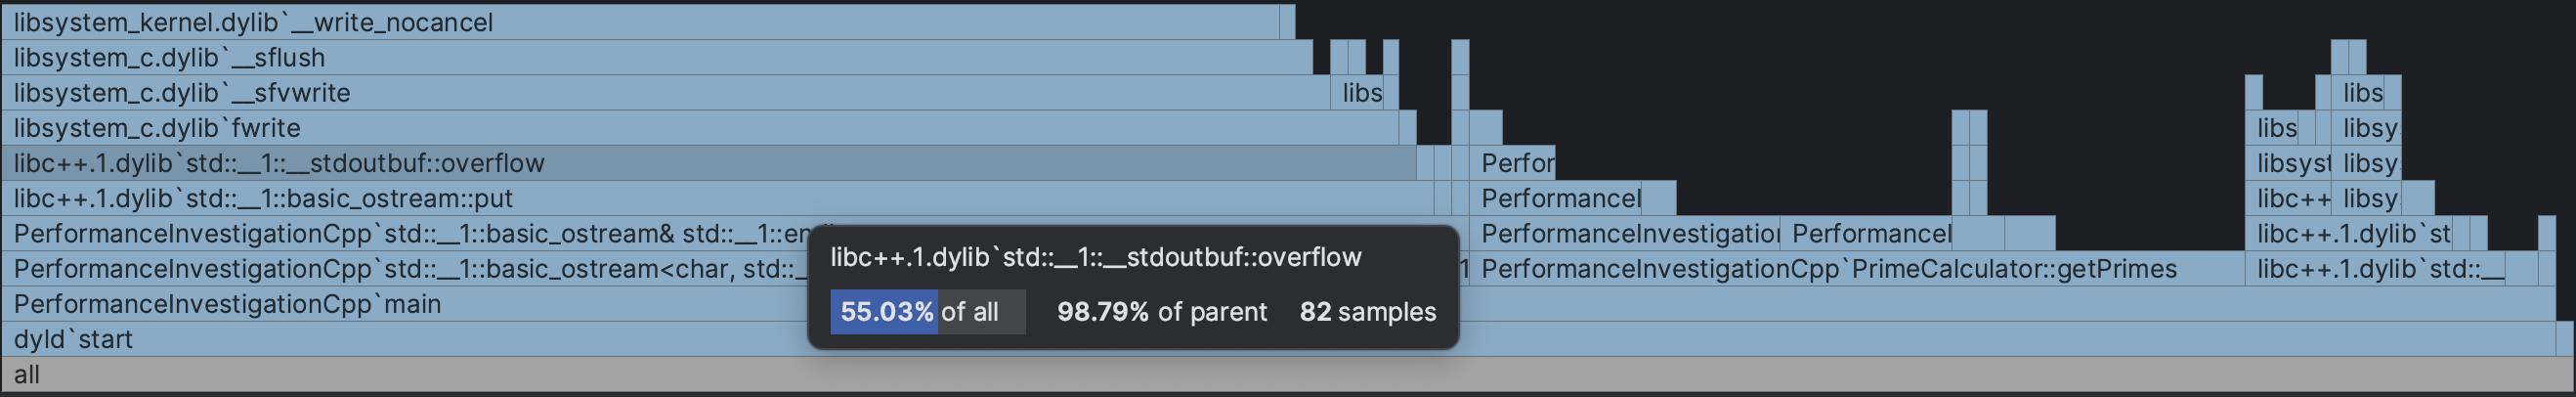 libsystem_kernel.dylib`__write_nocancel
libsystem_c.dylib`__sflush
libsystem_c.dylib`__sfvwrite libs libs
libsystem_c.dylib`fwrite libs libsy
libc++.1.dylib`std::__1::__stdoutbuf::overflow Perfor libsyst libsy
libc++.1.dylib`std::__1::basic_ostream::put Performancel libc++ libsy
PerformanceInvestigationCpp`std::__1::basic_ostream& std::__1::en PerformanceInvestigation Performancel libc++.1.dylib`st
libc++.1.dylib`std::__1::__stdoutbuf::overflow
PerformanceInvestigationCpp`std::__1::basic_ostream<char, std::_ 1 PerformanceInvestigationCpp`PrimeCalculator::getPrimes libc++.1.dylib`std::__
PerformanceInvestigationCpp`main
55.03% of all 98.79% of parent 82 samples
dyld`start
all